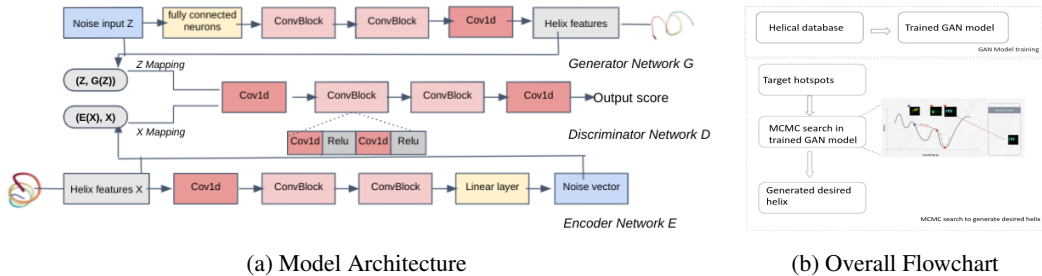 Noise input Z
fully connected
neurons
ConvBlock
ConvBlock
Cov1d
Helix features
Z Mapping
Generator Network G
(Z, G(Z))
(E(X), X)
Cov1d
ConvBlock
ConvBlock
Cov1d
Output score
X Mapping
Discriminator Network D
Cov1d
Relu
Cov1d
Relu
Helix features X
Cov1d
ConvBlock
ConvBlock
Linear layer
Noise vector
Encoder Network E
(a) Model Architecture
Helical database
Trained GAN model
GAN Model training
Target hotspots
MCMC search in
trained GAN model
Generated desired
helix
MCMC search to generate desired helix
(b) Overall Flowchart